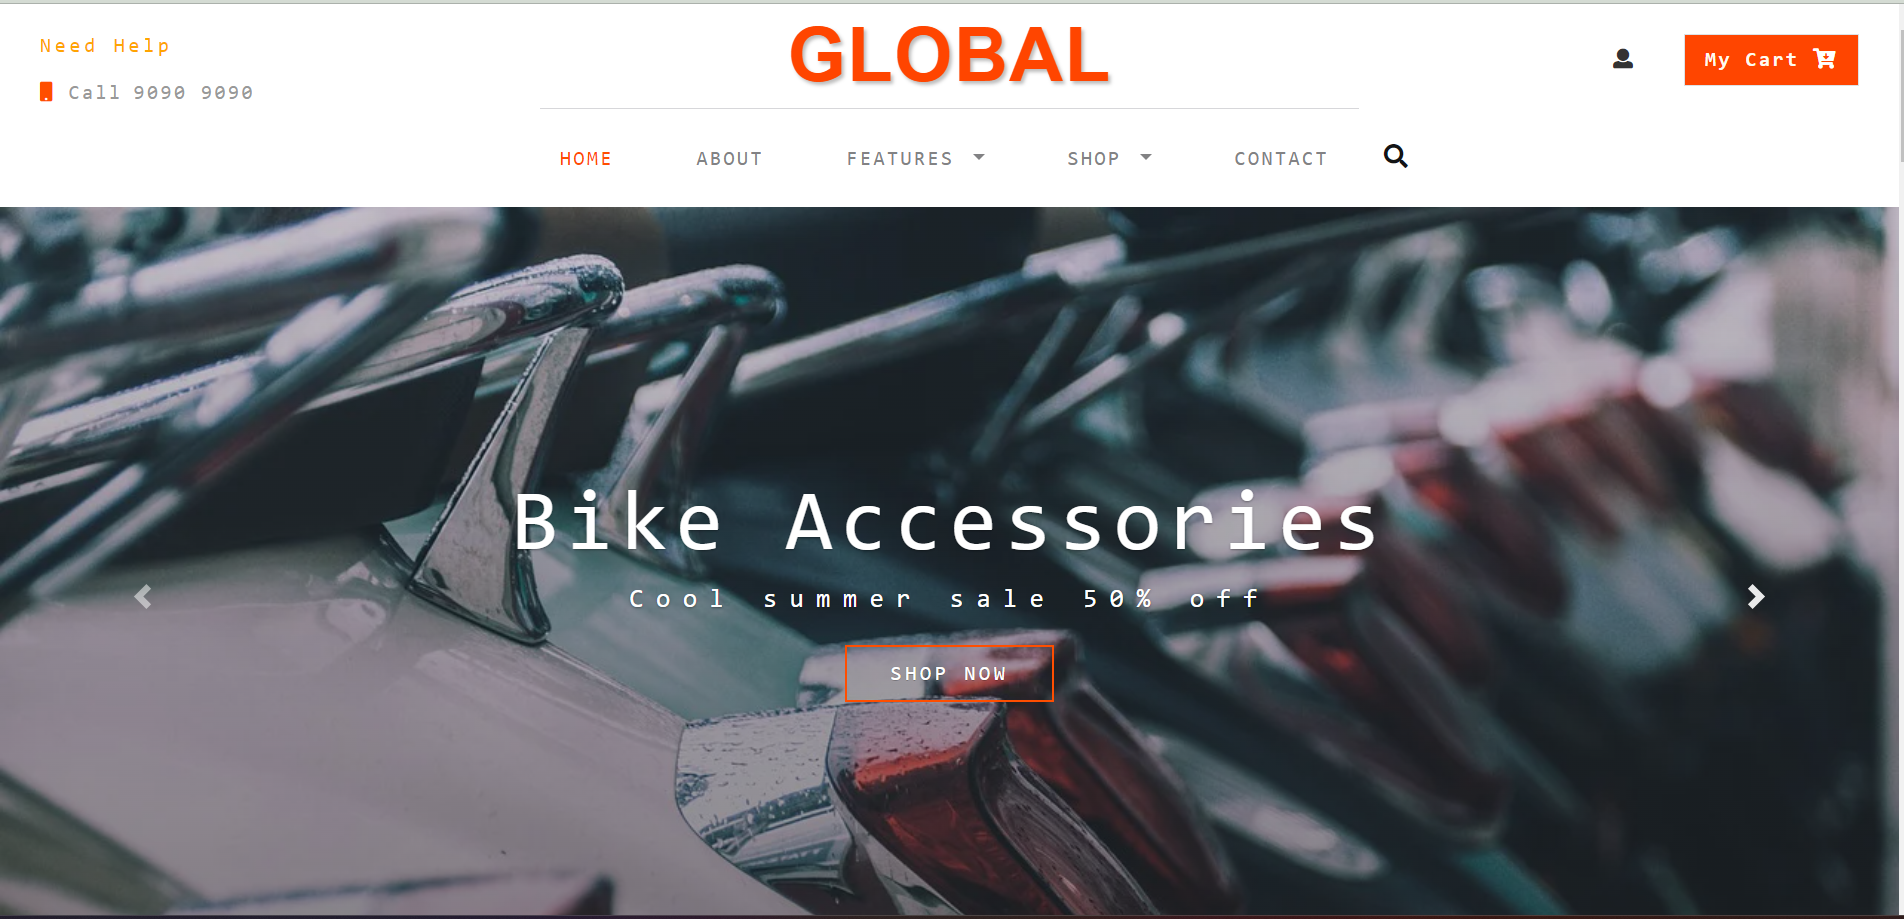 Need Help
Call 9090 9090
GLOBAL
My Cart
HOME ABOUT FEATURES SHOP CONTACT
Bike Accessories
Cool summer sale 50% off
SHOP NOW